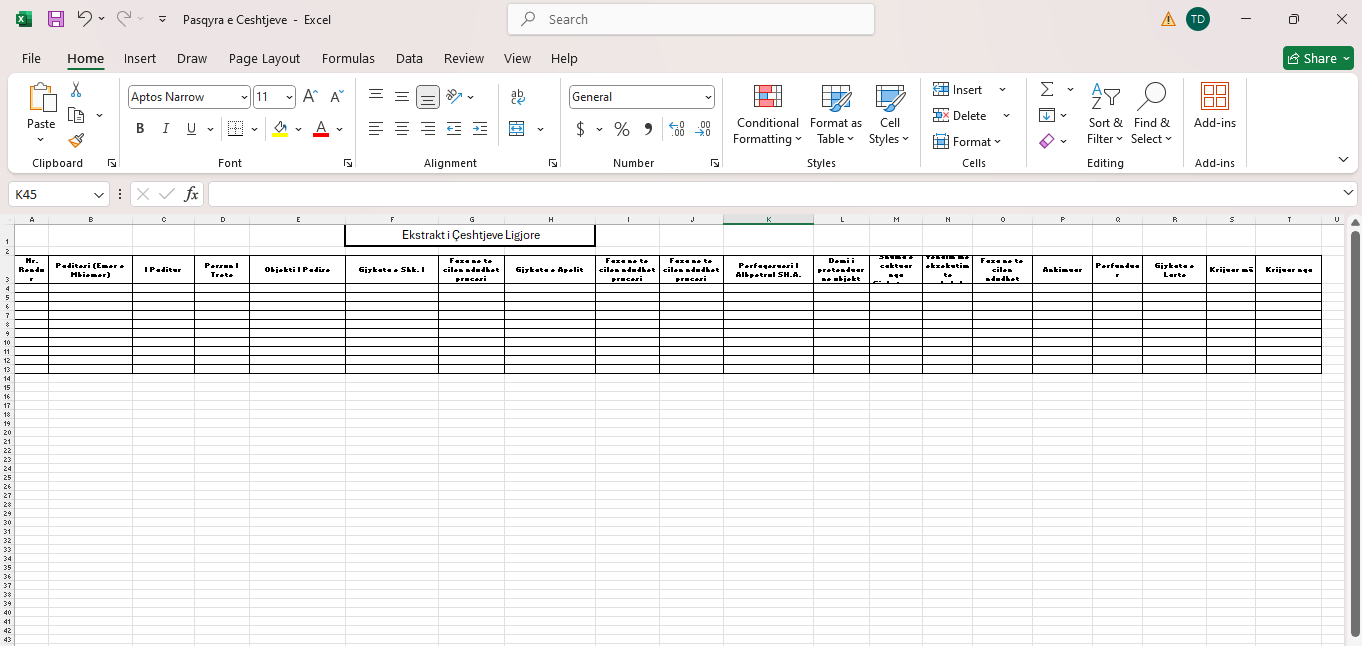 Pasqyra e Ceshtjeve - Excel
Search
TD
File Home Insert Draw Page Layout Formulas Data Review View Help
Share
Paste
Clipboard
Aptos Narrow 11
B I U
Font
Alignment
General
$ % 9
Number
Conditional Formatting
Format as Table
Cell Styles
Styles
Insert
Delete
Format
Cells
Sort & Filter
Find & Select
Editing
Add-ins
Add-ins
K45
fx
A B C D E F G H I J K L M N O P Q R S T U
1
Ekstrakt i Çeshtjeve Ligjore
2
3
Nr. Rendor
Paditesi (Emer e Mbiemer)
I Paditur
Person I Trete
Objekti I Padise
Gjykata e Shk. I
Faza ne te cilen ndodhet procesi
Gjykata e Apelit
Faza ne te cilen ndodhet procesi
Faza ne te cilen ndodhet procesi
Perfaqesuesi I Albpetrol SH.A.
Demi i pretenduar ne objekt
caktuar nga
ekzekutim te
Faza ne te cilen ndodhet
Ankimuar
Perfunduar
Gjykata e Larte
Krijuar më
Krijuar nga
4
5
6
7
8
9
10
11
12
13
14
15
16
17
18
19
20
21
22
23
24
25
26
27
28
29
30
31
32
33
34
35
36
37
38
39
40
41
42
43